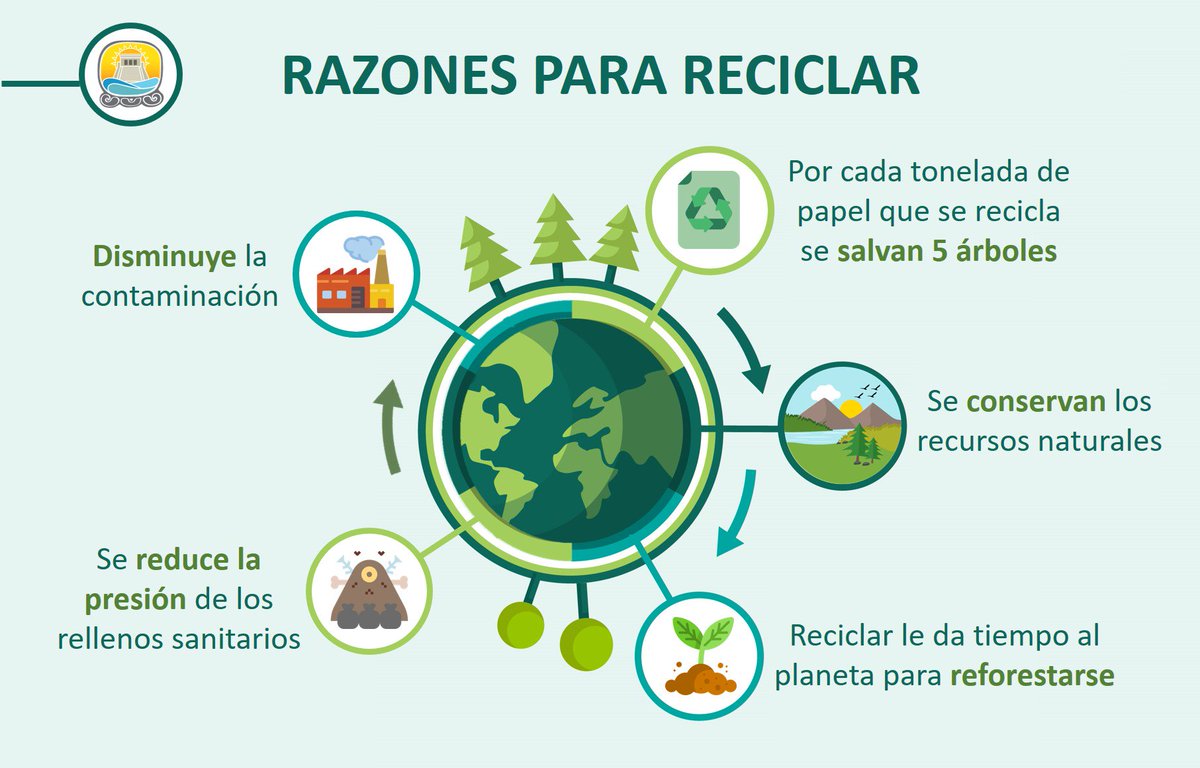 RAZONES PARA RECICLAR
Por cada tonelada de
papel que se recicla
se salvan 5 árboles
Se conservan los
recursos naturales
Reciclar le da tiempo al
planeta para reforestarse
Se reduce la
presión de los
rellenos sanitarios
Disminuye la
contaminación